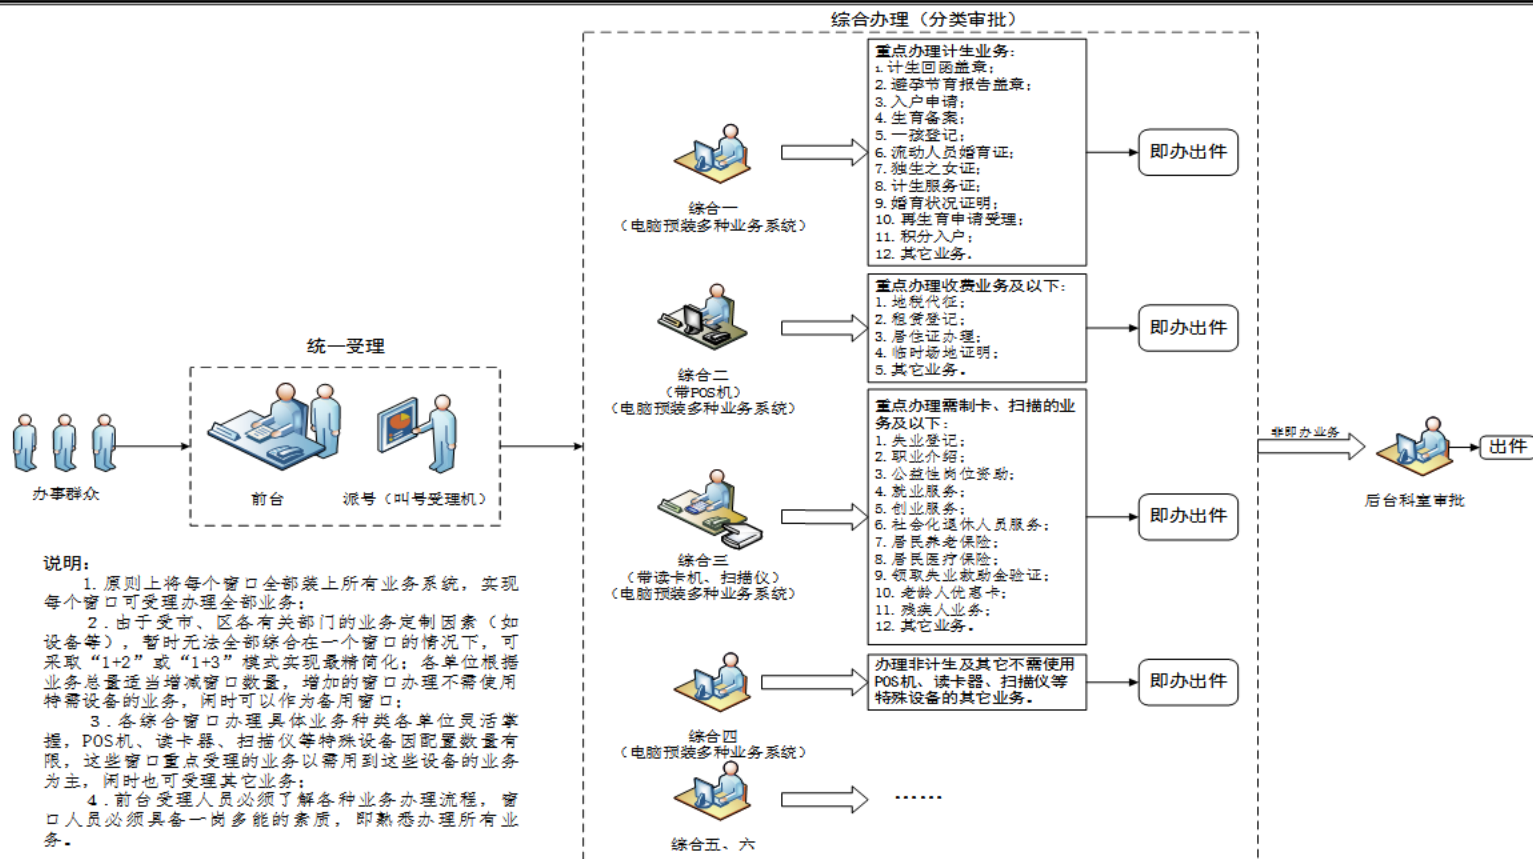 综合办理（分类审批）
重点办理计生业务：
1. 计生回函盖章；
2. 避孕节育报告盖章；
3. 入户申请；
4. 生育备案；
5. 一孩登记；
6. 流动人员婚育证；
7. 独生之女证；
8. 计生服务证；
9. 婚育状况证明；
10. 再生育申请受理；
11. 积分入户；
12. 其它业务.
即办出件
综合一
（电脑预装多种业务系统）
重点办理收费业务及以下：
1. 地税代征；
2. 租赁登记；
3. 居住证办理；
4. 临时场地证明；
5. 其它业务.
即办出件
综合二
（带POS机）
（电脑预装多种业务系统）
统一受理
办事群众
前台
派号（叫号受理机）
重点办理需制卡、扫描的业
务及以下：
1. 失业登记；
2. 职业介绍；
3. 公益性岗位资助；
4. 就业服务；
5. 创业服务；
6. 社会化退休人员服务；
7. 居民养老保险；
8. 居民医疗保险；
9. 领取失业救助金验证；
10. 老龄人优惠卡；
11. 残疾人业务；
12. 其它业务.
即办出件
综合三
（带读卡机、扫描仪）
（电脑预装多种业务系统）
非即办业务
后台科室审批
出件
办理非计生及其它不需使用
POS机、读卡器、扫描仪等
特殊设备的其它业务.
即办出件
综合四
（电脑预装多种业务系统）
······
综合五、六
说明：
1. 原则上将每个窗口全部装上所有业务系统，实现
每个窗口可受理办理全部业务；
2. 由于受市、区各有关部门的业务定制因素（如
设备等），暂时无法全部综合在一个窗口的情况下，可
采取“1+2”或“1+3”模式实现最精简化；各单位根据
业务总量适当增减窗口数量，增加的窗口办理不需使用
特需设备的业务，闲时可以作为备用窗口；
3. 各综合窗口办理具体业务种类各单位灵活掌
握，POS机、读卡器、扫描仪等特殊设备因配置数量有
限，这些窗口重点受理的业务以需用到这些设备的业务
为主，闲时也可受理其它业务；
4. 前台受理人员必须了解各种业务办理流程，窗
口人员必须具备一岗多能的素质，即熟悉办理所有业
务.